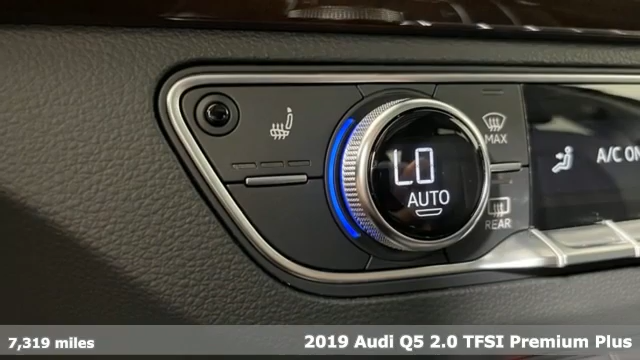 LO
AUTO
MAX
A/C ON
REAR
7,319 miles
2019 Audi Q5 2.0 TFSI Premium Plus